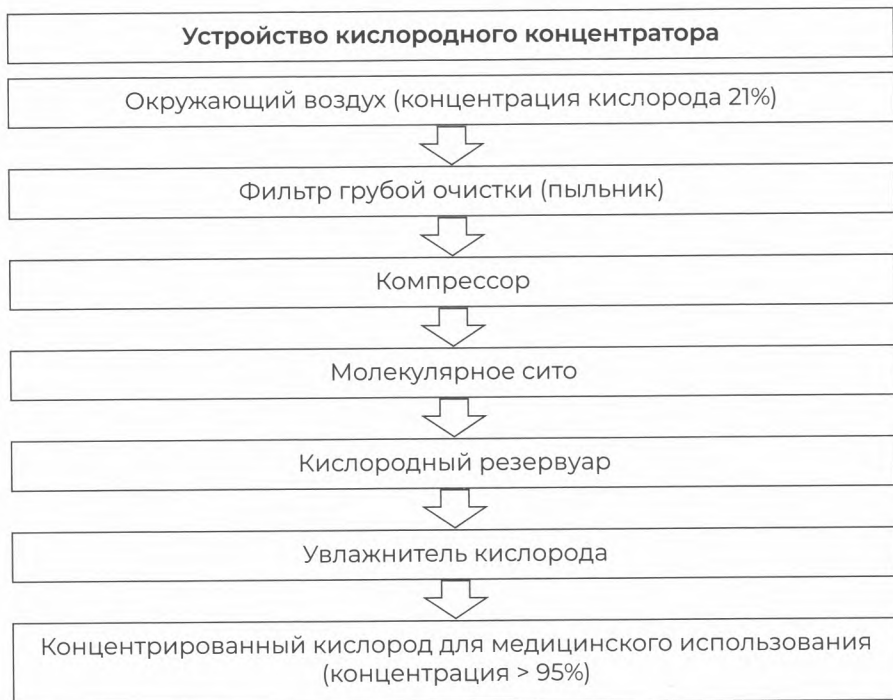 Устройство кислородного концентратора
Окружающий воздух (концентрация кислорода 21%)
Фильтр грубой очистки (пыльник)
Компрессор
Молекулярное сито
Кислородный резервуар
Увлажнитель кислорода
Концентрированный кислород для медицинского использования
(концентрация > 95%)